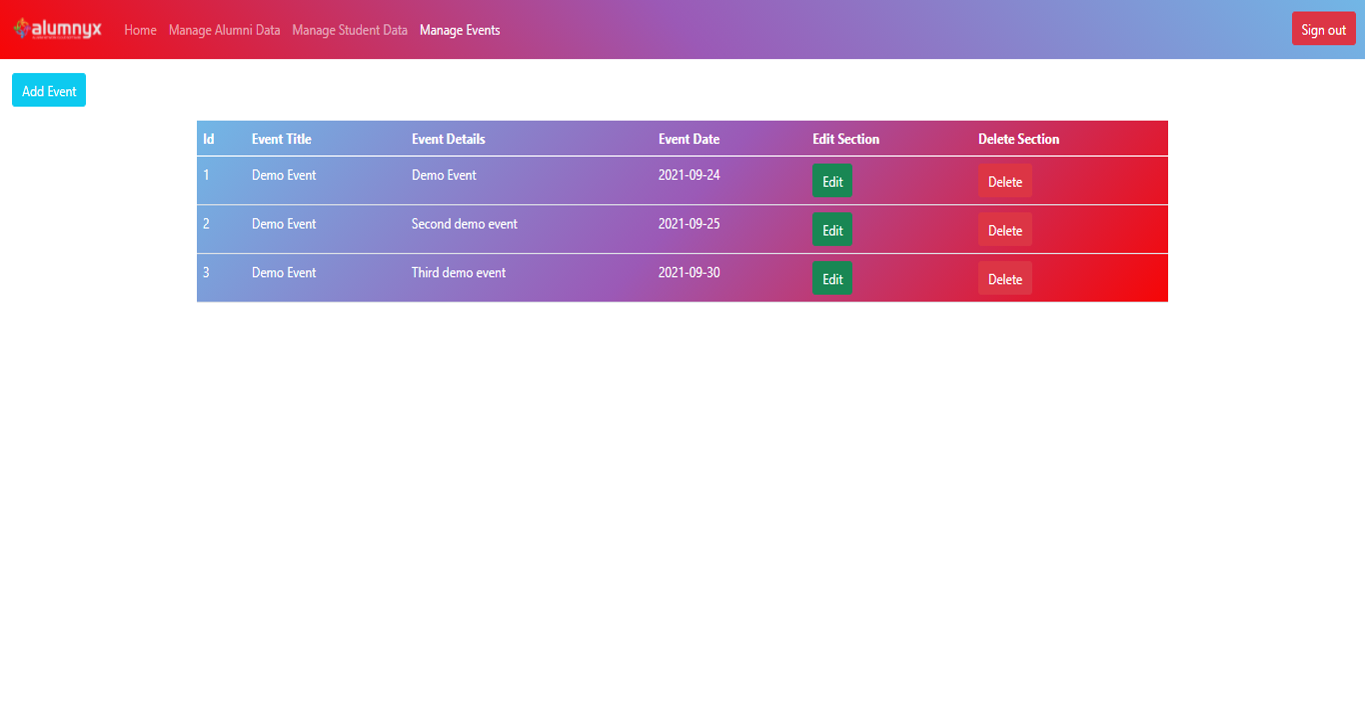 alumnyx Home Manage Alumni Data Manage Student Data Manage Events Sign out
Add Event
Id Event Title Event Details Event Date Edit Section Delete Section
1 Demo Event Demo Event 2021-09-24 Edit Delete
2 Demo Event Second demo event 2021-09-25 Edit Delete
3 Demo Event Third demo event 2021-09-30 Edit Delete